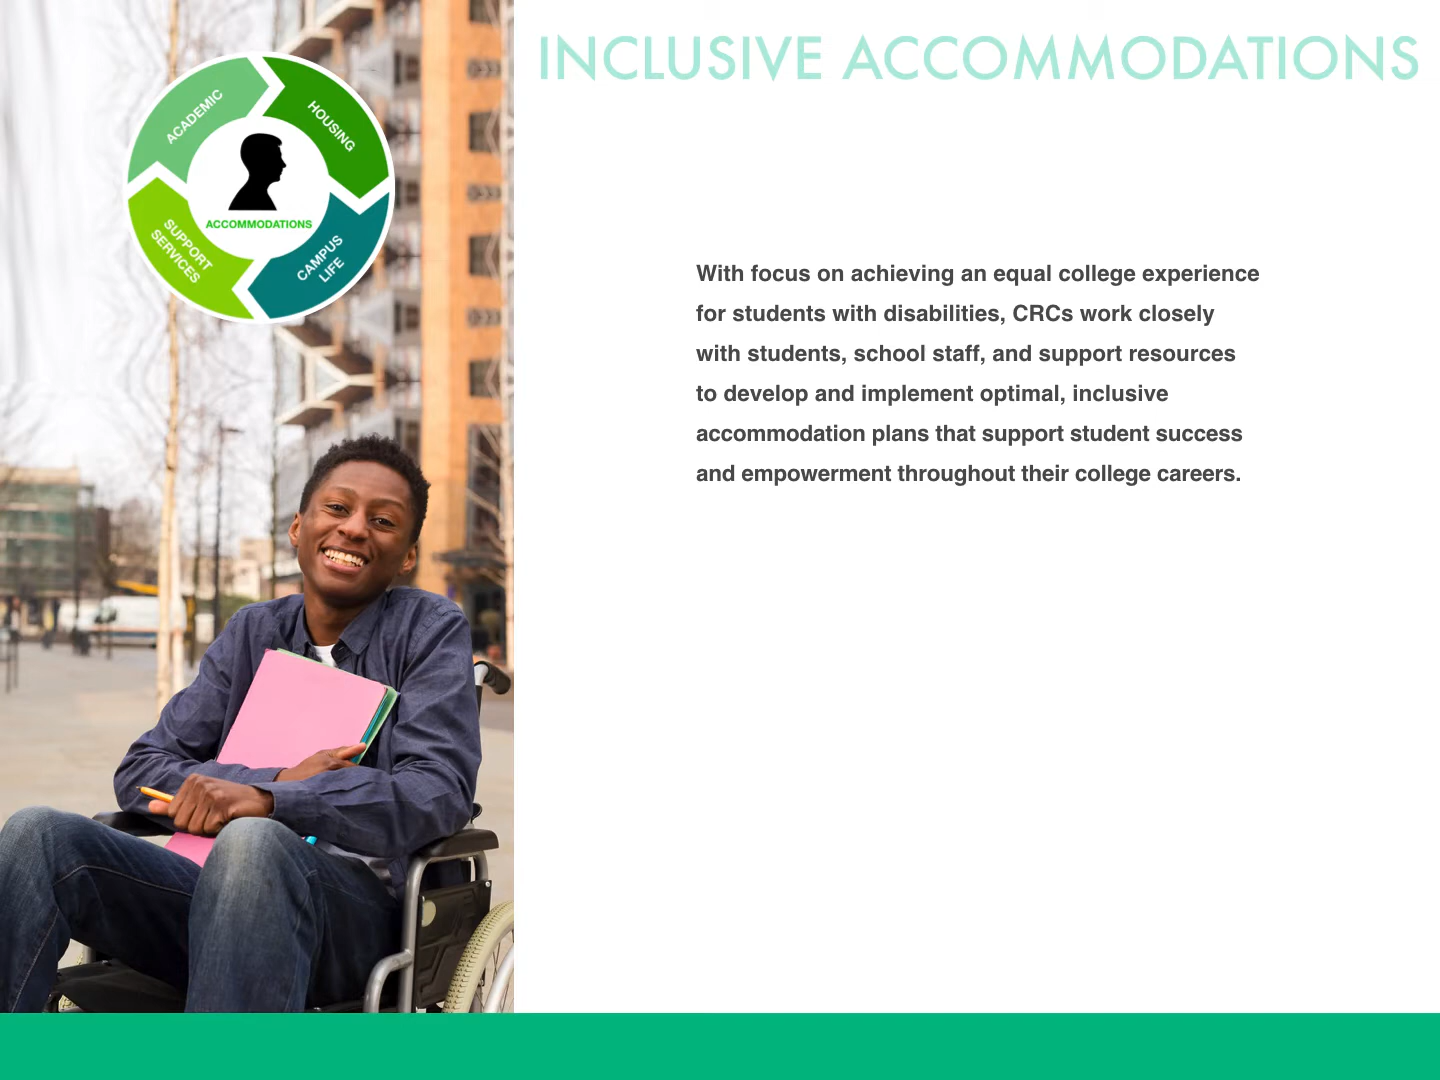 INCLUSIVE ACCOMMODATIONS
ACADEMIC
HOUSING
ACCOMMODATIONS
SUPPORT
SERVICES
CAMPUS
LIFE
With focus on achieving an equal college experience
for students with disabilities, CRCs work closely
with students, school staff, and support resources
to develop and implement optimal, inclusive
accommodation plans that support student success
and empowerment throughout their college careers.